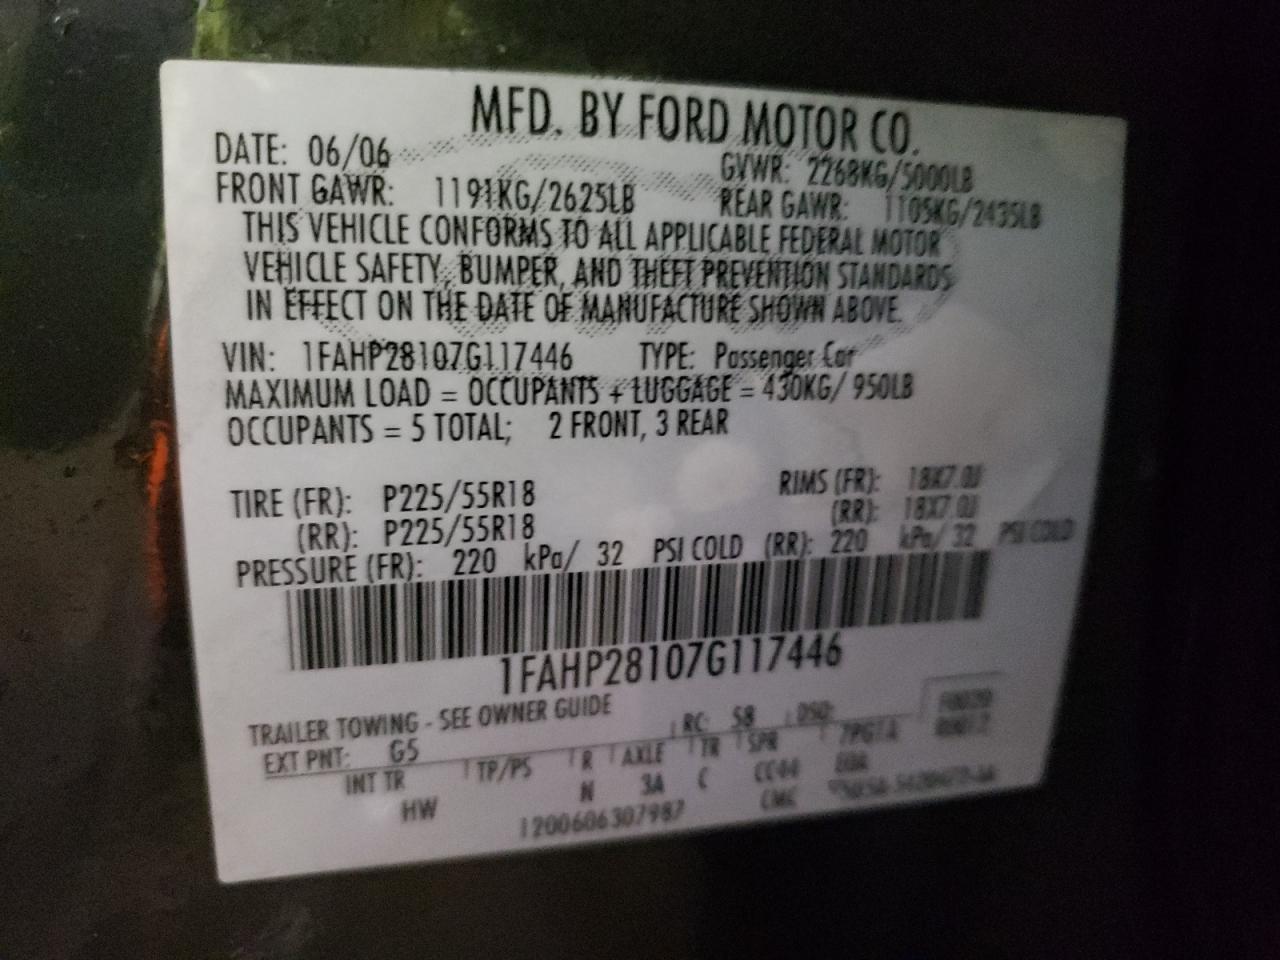 MFD. BY FORD MOTOR CO.
DATE: 06/06 GVWR: 2268KG/5000LB
FRONT GAWR: 1191KG/2625LB REAR GAWR: 1105KG/2435LB
THIS VEHICLE CONFORMS TO ALL APPLICABLE FEDERAL MOTOR
VEHICLE SAFETY, BUMPER, AND THEFT PREVENTION STANDARDS
IN EFFECT ON THE DATE OF MANUFACTURE SHOWN ABOVE.
VIN: 1FAHP28107G117446 TYPE: Passenger Car
MAXIMUM LOAD = OCCUPANTS + LUGGAGE = 430KG/ 950LB
OCCUPANTS = 5 TOTAL; 2 FRONT, 3 REAR
TIRE (FR): P225/55R18 RIMS (FR): 18X7.0J
(RR): P225/55R18 (RR): 18X7.0J
PRESSURE (FR): 220 kPa/ 32 PSI COLD (RR): 220 kPa/ 32 PSI COLD
1FAHP28107G117446
TRAILER TOWING - SEE OWNER GUIDE
EXT PNT: G5 RC: 58 DSO:
INT TR TP/PS R AXLE TR SPR
HW N 3A C
1200606307987